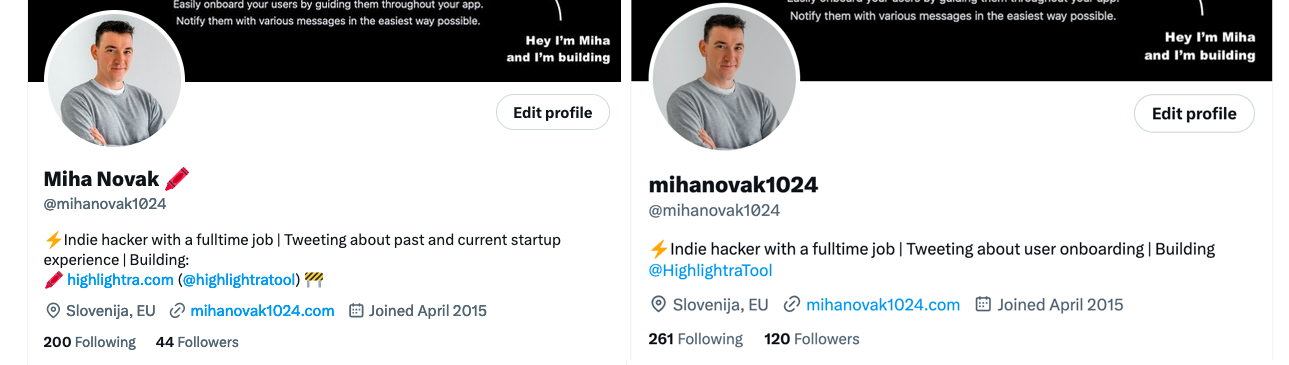 Easily onboard your users by guiding them throughout your app.
Notify them with various messages in the easiest way possible.
Hey I'm Miha
and I'm building
Edit profile
Miha Novak 🖍️
@mihanovak1024
⚡Indie hacker with a fulltime job | Tweeting about past and current startup
experience | Building:
🖍️ highlightra.com (@highlightratool) 🚧
Slovenija, EU mihanovak1024.com Joined April 2015
200 Following 44 Followers
Easily onboard your users by guiding them throughout your app.
Notify them with various messages in the easiest way possible.
Hey I'm Miha
and I'm building
Edit profile
mihanovak1024
@mihanovak1024
⚡Indie hacker with a fulltime job | Tweeting about user onboarding | Building
@HighlightraTool
Slovenija, EU mihanovak1024.com Joined April 2015
261 Following 120 Followers